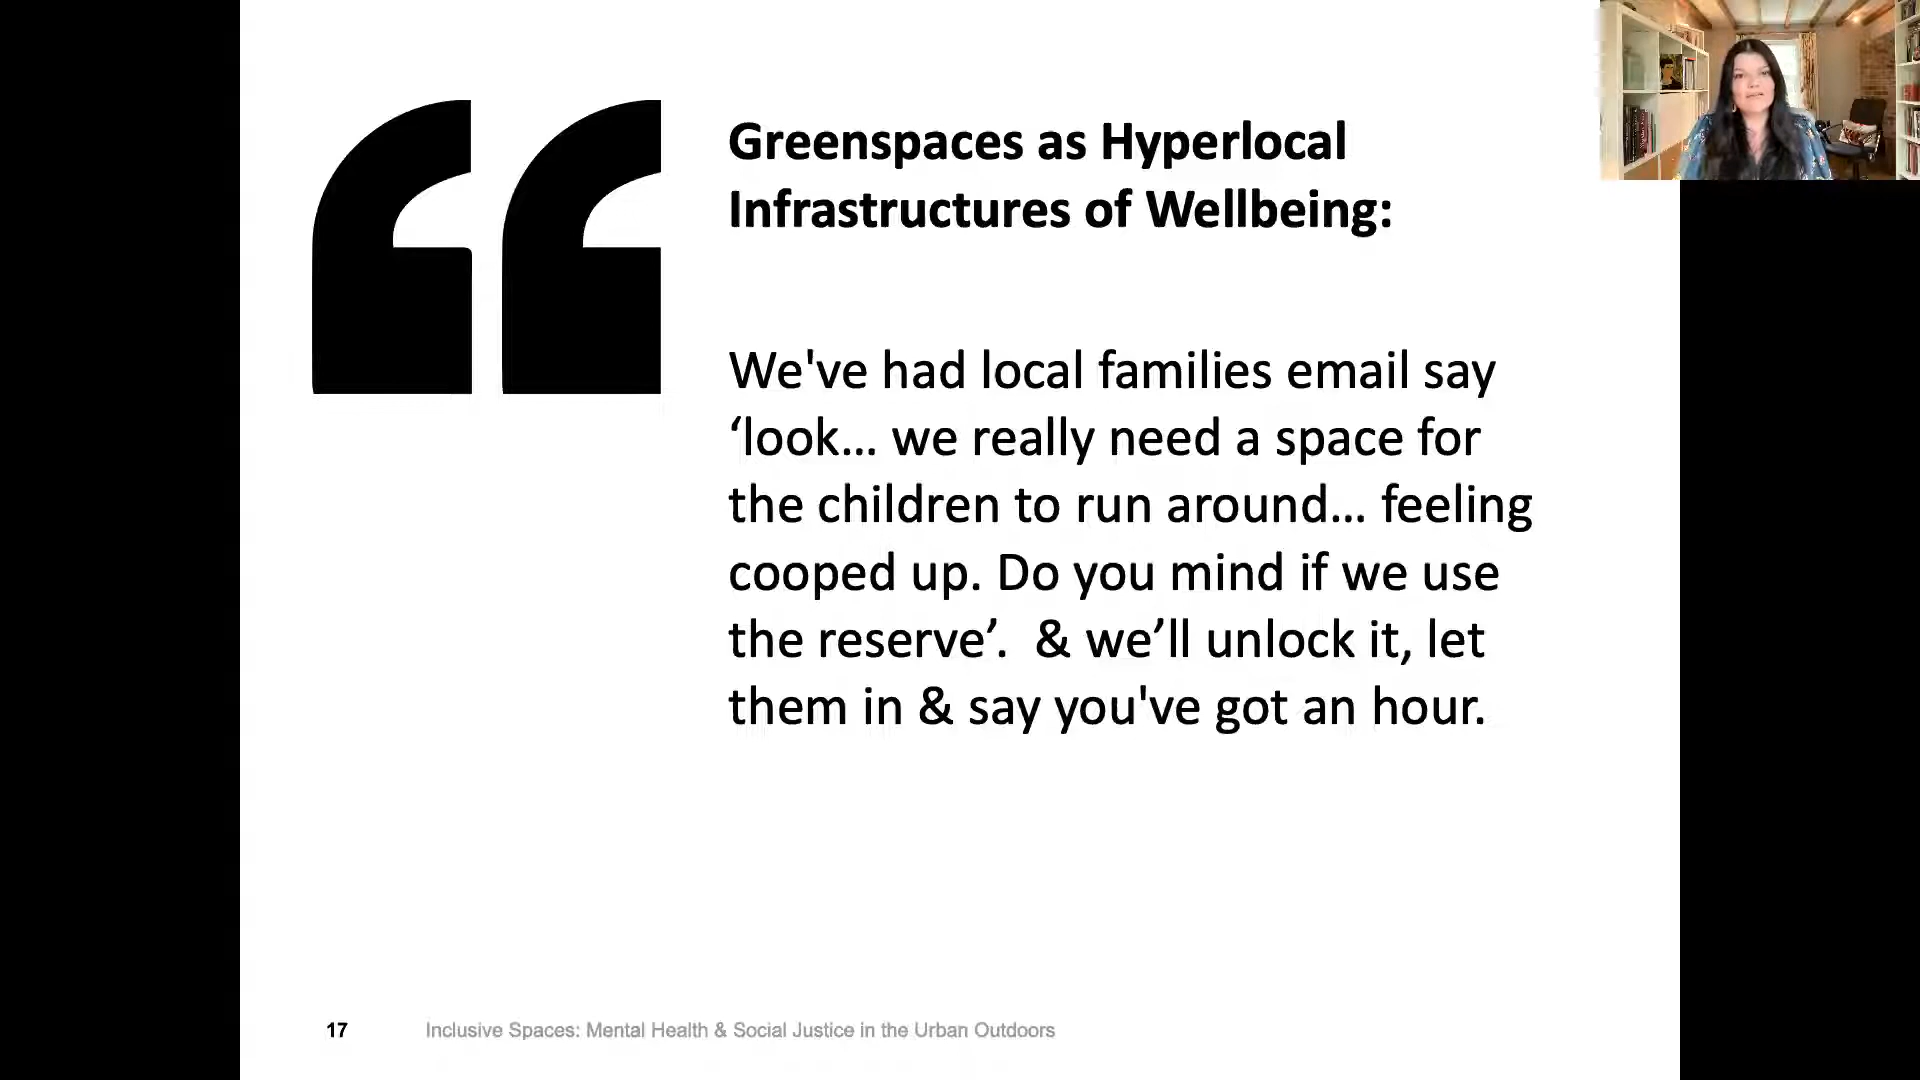 Greenspaces as Hyperlocal
Infrastructures of Wellbeing:
We've had local families email say
‘look… we really need a space for
the children to run around… feeling
cooped up. Do you mind if we use
the reserve’.  & we’ll unlock it, let
them in & say you've got an hour.
17 Inclusive Spaces: Mental Health & Social Justice in the Urban Outdoors